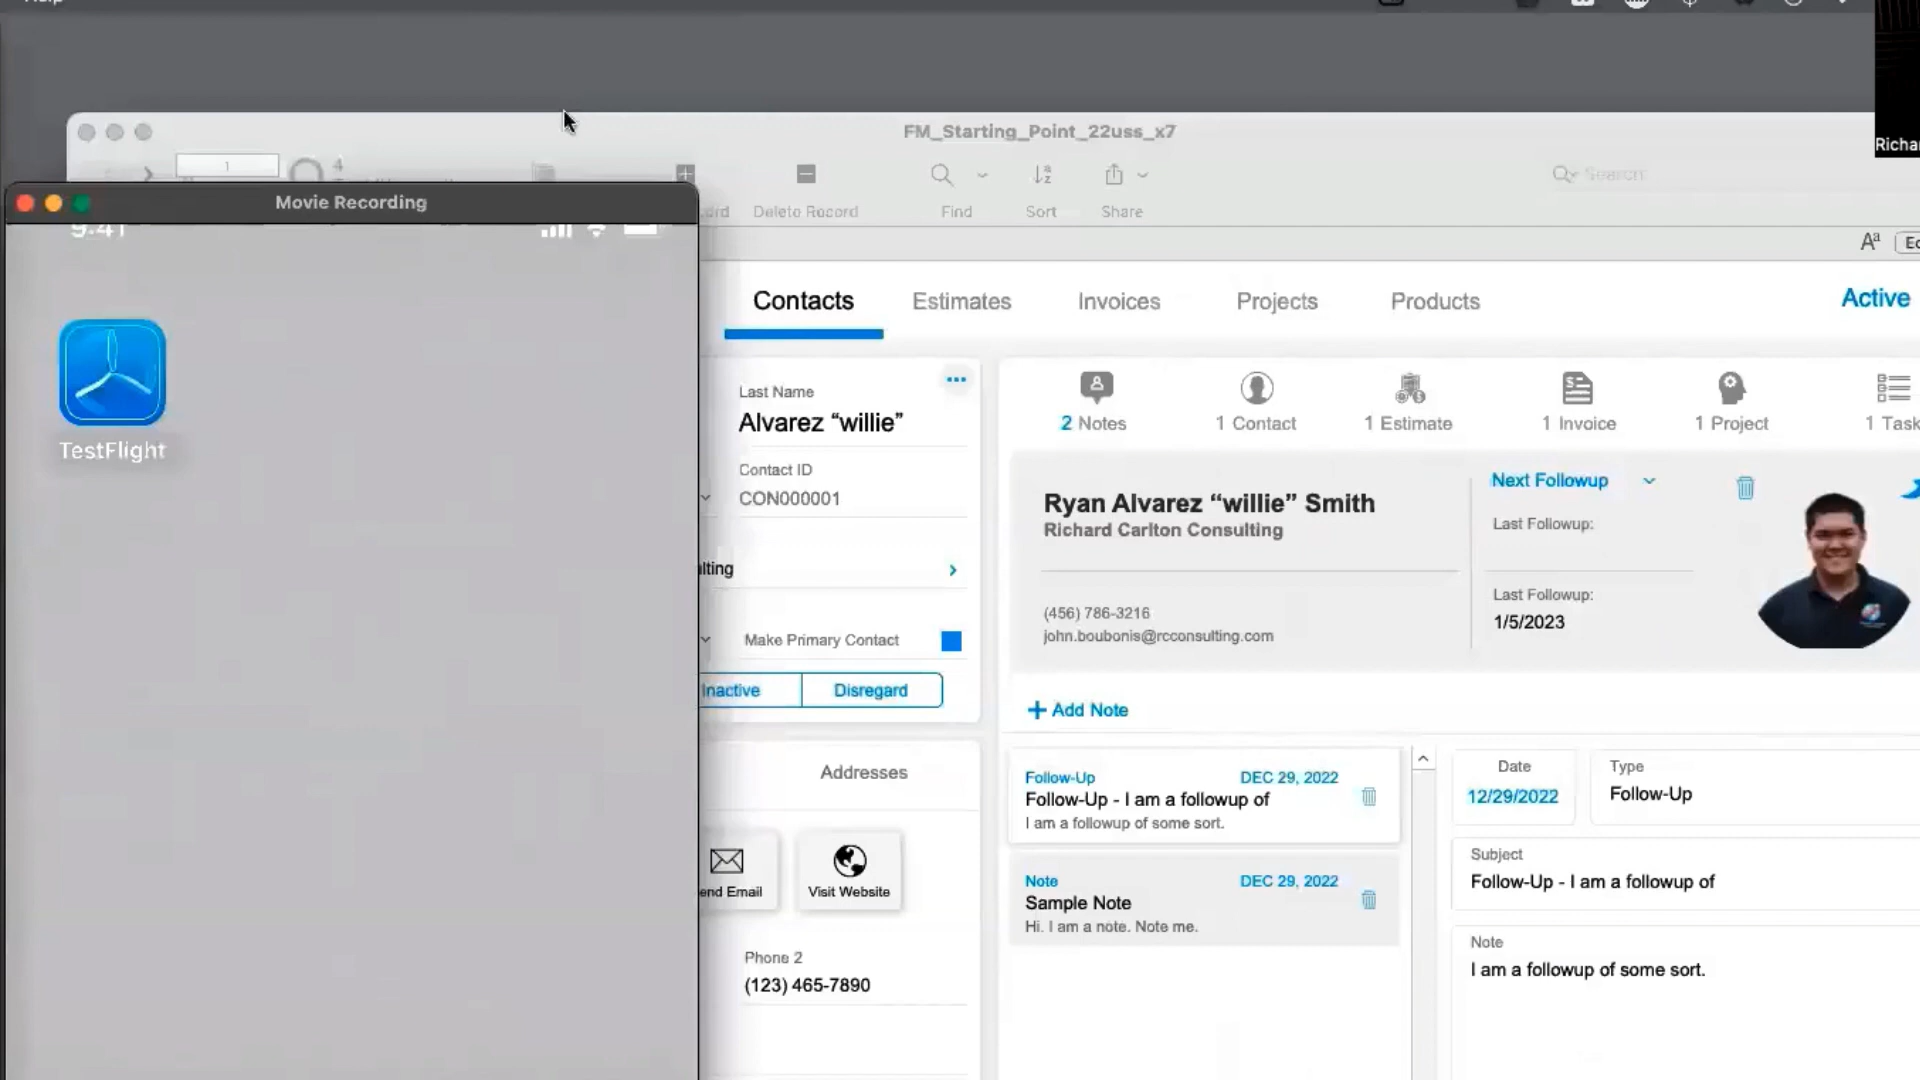 FM_Starting_Point_22uss_x7
Richar
1
4
Search
Delete Record
Find
Sort
Share
Movie Recording
9:41
TestFlight
Contacts
Estimates
Invoices
Projects
Products
Active
Last Name
Alvarez “willie”
Contact ID
CON000001
lting
Make Primary Contact
Inactive
Disregard
Addresses
end Email
Visit Website
Phone 2
(123) 465-7890
2 Notes
1 Contact
1 Estimate
1 Invoice
1 Project
1 Task
Ryan Alvarez “willie” Smith
Richard Carlton Consulting
(456) 786-3216
john.boubonis@rcconsulting.com
Next Followup
Last Followup:
Last Followup:
1/5/2023
Add Note
Follow-Up DEC 29, 2022
Follow-Up - I am a followup of
I am a followup of some sort.
Note DEC 29, 2022
Sample Note
Hi. I am a note. Note me.
Date
12/29/2022
Type
Follow-Up
Subject
Follow-Up - I am a followup of
Note
I am a followup of some sort.